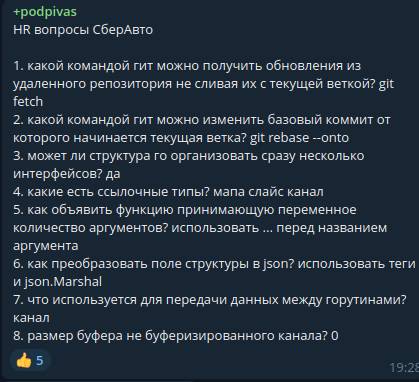 +podpivas
HR вопросы СберАвто

1. какой командой гит можно получить обновления из
удаленного репозитория не сливая их с текущей веткой? git
fetch
2. какой командой гит можно изменить базовый коммит от
которого начинается текущая ветка? git rebase --onto
3. может ли структура го организовать сразу несколько
интерфейсов? да
4. какие есть ссылочные типы? мапа слайс канал
5. как объявить функцию принимающую переменное
количество аргументов? использовать ... перед названием
аргумента
6. как преобразовать поле структуры в json? использовать теги
и json.Marshal
7. что используется для передачи данных между горутинами?
канал
8. размер буфера не буферизированного канала? 0
👍 5
19:28